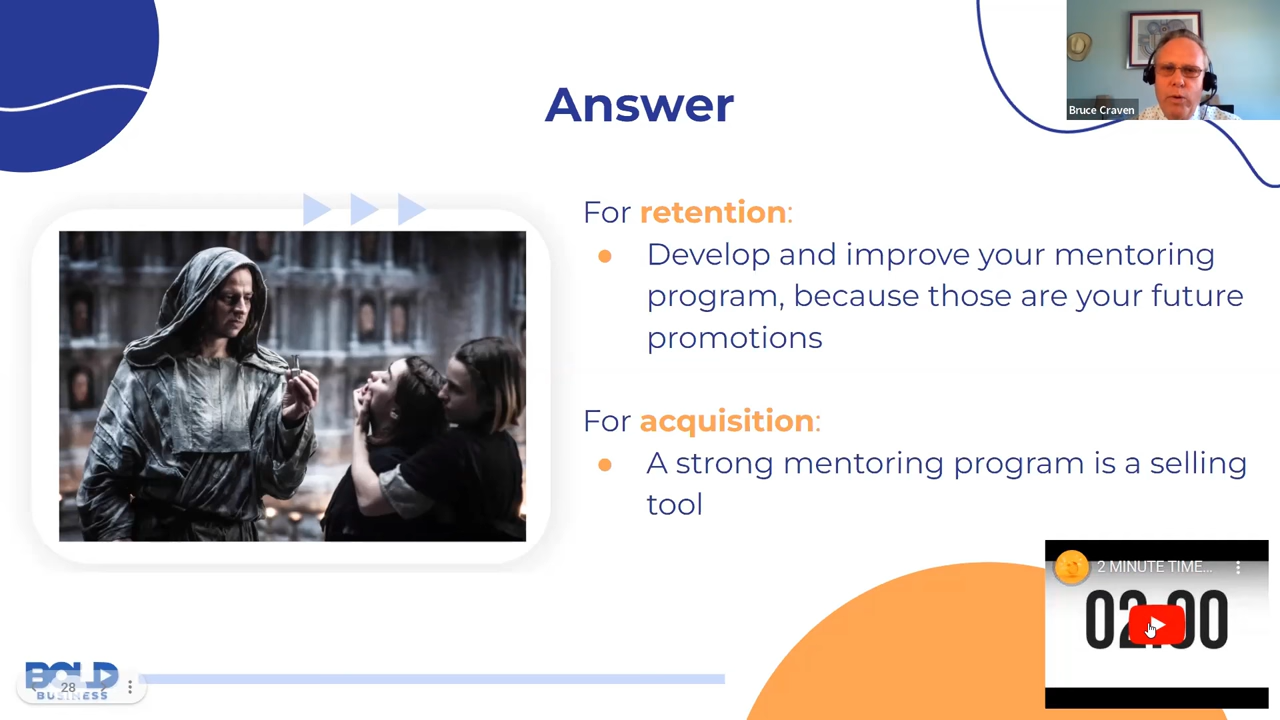 Answer
Bruce Craven
For retention:
● Develop and improve your mentoring
program, because those are your future
promotions
For acquisition:
● A strong mentoring program is a selling
tool
2 MINUTE TIME...
02:00
BOLD
BUSINESS
28